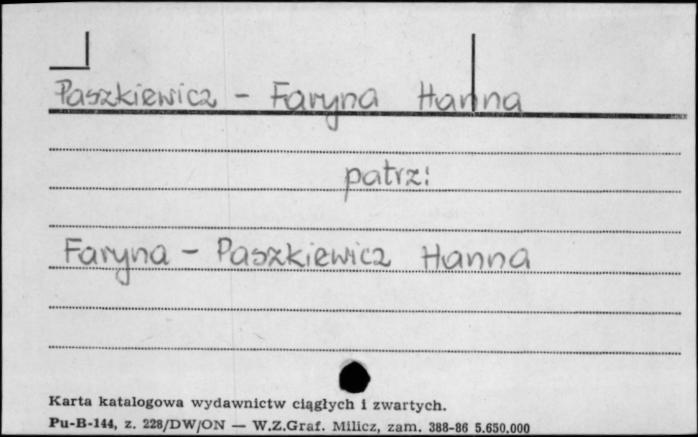 Paszkiewicz - Faryna Hanna
patrz:
Faryna - Paszkiewicz Hanna
Karta katalogowa wydawnictw ciągłych i zwartych.
Pu-B-144, z. 228/DW/ON — W.Z.Graf. Milicz, zam. 388-86 5.650.000